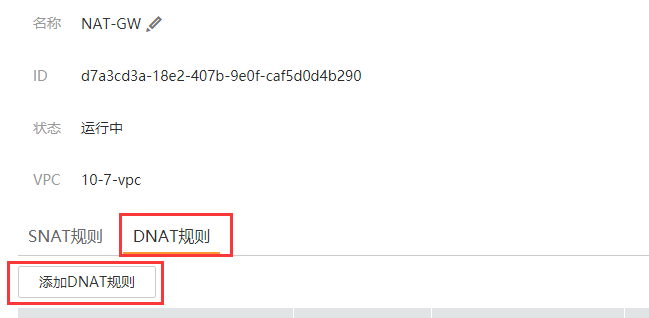 名称 NAT-GW
ID d7a3cd3a-18e2-407b-9e0f-caf5d0d4b290
状态 运行中
VPC 10-7-vpc
SNAT规则 DNAT规则
添加DNAT规则